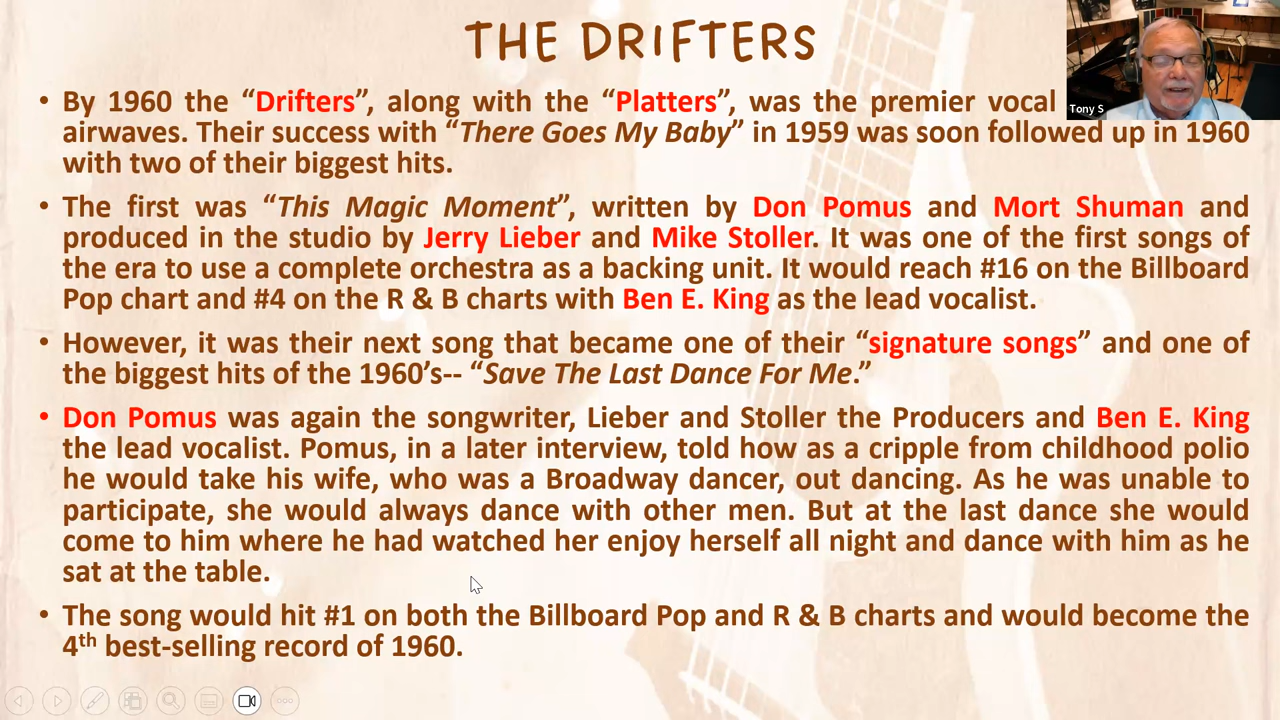 THE DRIFTERS
• By 1960 the “Drifters”, along with the “Platters”, was the premier vocal
airwaves. Their success with “There Goes My Baby” in 1959 was soon followed up in 1960
with two of their biggest hits.
• The first was “This Magic Moment”, written by Don Pomus and Mort Shuman and
produced in the studio by Jerry Lieber and Mike Stoller. It was one of the first songs of
the era to use a complete orchestra as a backing unit. It would reach #16 on the Billboard
Pop chart and #4 on the R & B charts with Ben E. King as the lead vocalist.
• However, it was their next song that became one of their “signature songs” and one of
the biggest hits of the 1960’s-- “Save The Last Dance For Me.”
• Don Pomus was again the songwriter, Lieber and Stoller the Producers and Ben E. King
the lead vocalist. Pomus, in a later interview, told how as a cripple from childhood polio
he would take his wife, who was a Broadway dancer, out dancing. As he was unable to
participate, she would always dance with other men. But at the last dance she would
come to him where he had watched her enjoy herself all night and dance with him as he
sat at the table.
• The song would hit #1 on both the Billboard Pop and R & B charts and would become the
4th best-selling record of 1960.
Tony S